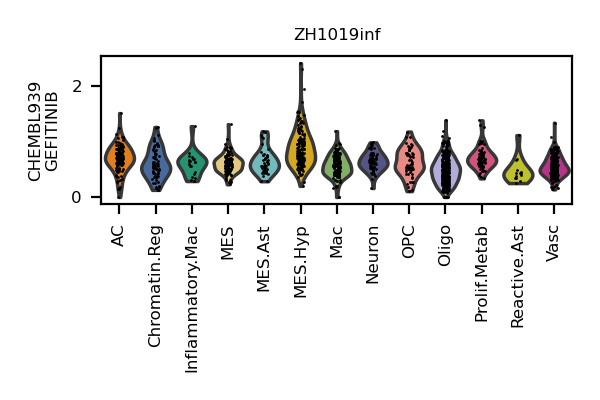 ZH1019inf
CHEMBL939
GEFITINIB
2
0
AC
Chromatin.Reg
Inflammatory.Mac
MES
MES.Ast
MES.Hyp
Mac
Neuron
OPC
Oligo
Prolif.Metab
Reactive.Ast
Vasc